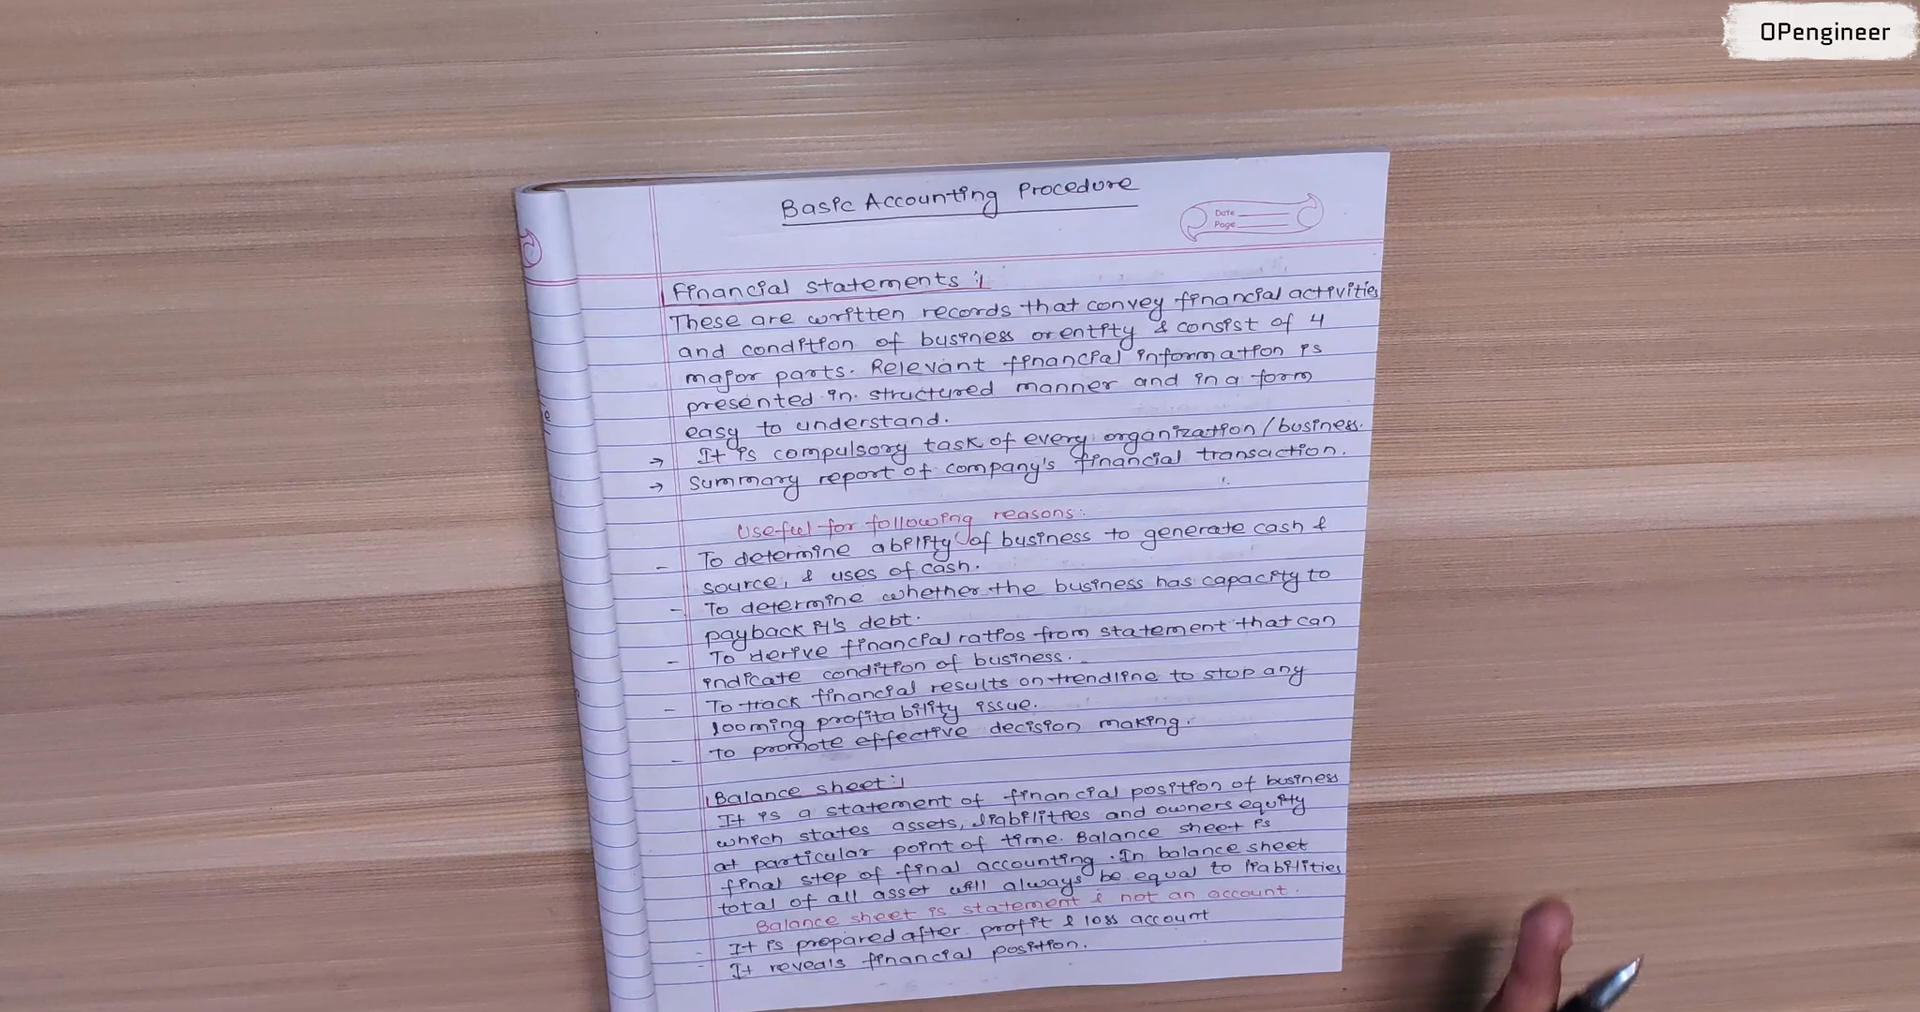 OPengineer
Basic Accounting Procedure
Date
Page
Financial statements :
These are written records that convey financial activities
and condition of business or entity & consist of 4
major parts. Relevant financial information is
presented in structured manner and in a form
easy to understand.
→ It is compulsory task of every organization / business.
→ Summary report of company's financial transaction.
Useful for following reasons:
- To determine ability of business to generate cash &
source, & uses of cash.
- To determine whether the business has capacity to
payback it's debt.
- To derive financial ratios from statement that can
indicate condition of business.
- To track financial results on trendline to stop any
looming profitability issue.
- To promote effective decision making.
Balance sheet :
It is a statement of financial position of business
which states assets, liabilities and owners equity
at particular point of time. Balance sheet is
final step of final accounting. In balance sheet
total of all asset will always be equal to liabilities
Balance sheet is statement & not an account.
- It is prepared after profit & loss account
- It reveals financial position.